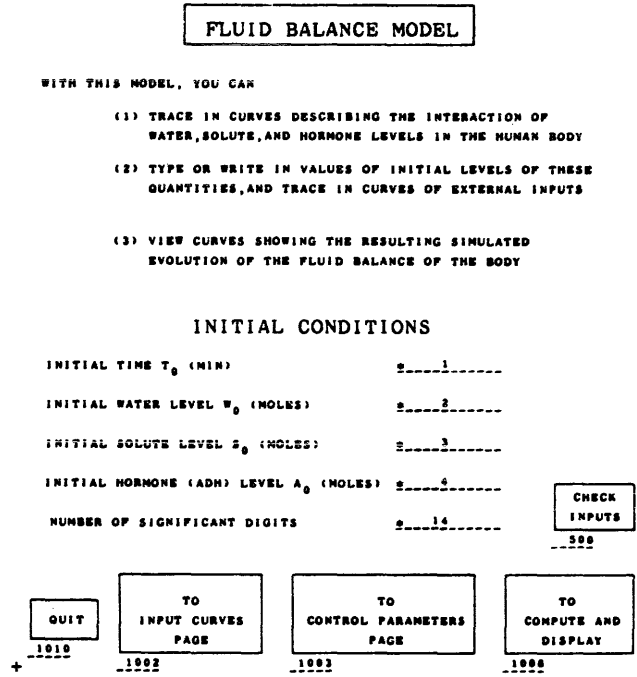 FLUID BALANCE MODEL
WITH THIS MODEL, YOU CAN
(1) TRACE IN CURVES DESCRIBING THE INTERACTION OF
WATER,SOLUTE,AND HORMONE LEVELS IN THE HUMAN BODY
(2) TYPE OR WRITE IN VALUES OF INITIAL LEVELS OF THESE
QUANTITIES,AND TRACE IN CURVES OF EXTERNAL INPUTS
(3) VIEW CURVES SHOWING THE RESULTING SIMULATED
EVOLUTION OF THE FLUID BALANCE OF THE BODY
INITIAL CONDITIONS
INITIAL TIME T₀ (MIN) * 1
INITIAL WATER LEVEL W₀ (MOLES) * 2
INITIAL SOLUTE LEVEL S₀ (MOLES) * 3
INITIAL HORMONE (ADH) LEVEL A₀ (MOLES) * 4
NUMBER OF SIGNIFICANT DIGITS * 14
CHECK
INPUTS
500
QUIT
1010
+
TO
INPUT CURVES
PAGE
1002
TO
CONTROL PARAMETERS
PAGE
1003
TO
COMPUTE AND
DISPLAY
1006